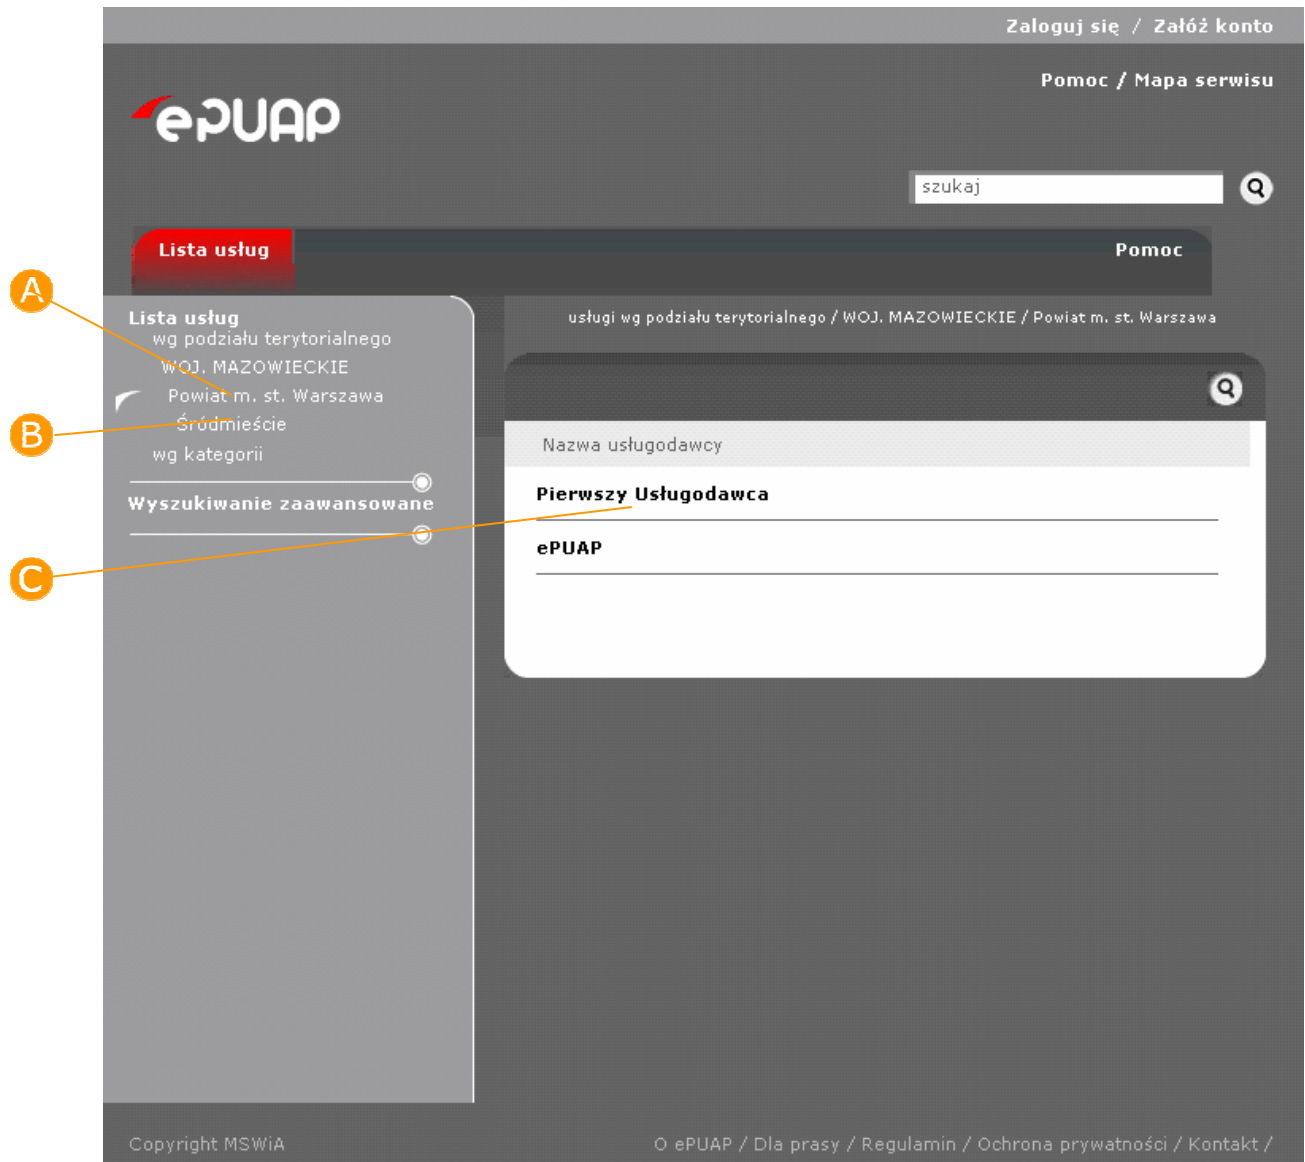 Zaloguj się / Załóż konto
Pomoc / Mapa serwisu
ePUAP
szukaj
Lista usług
Pomoc
A
Lista usług
wg podziału terytorialnego
WOJ. MAZOWIECKIE
Powiat m. st. Warszawa
Śródmieście
wg kategorii
B
Wyszukiwanie zaawansowane
C
usługi wg podziału terytorialnego / WOJ. MAZOWIECKIE / Powiat m. st. Warszawa
Nazwa usługodawcy
Pierwszy Usługodawca
ePUAP
Copyright MSWiA
O ePUAP / Dla prasy / Regulamin / Ochrona prywatności / Kontakt /